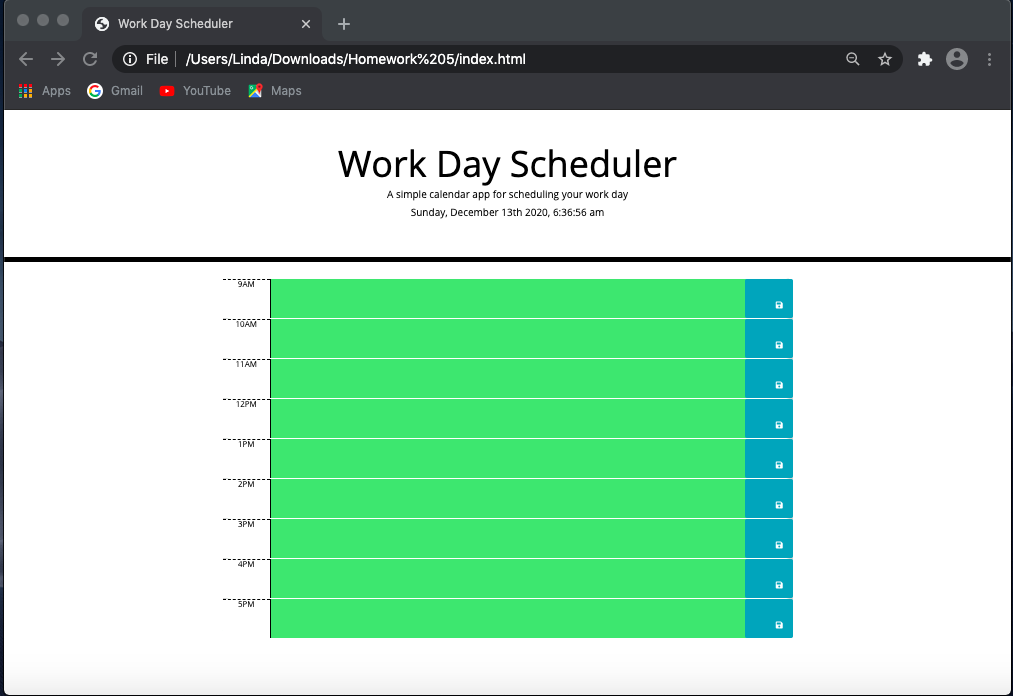 Work Day Scheduler
File /Users/Linda/Downloads/Homework%205/index.html
Apps Gmail YouTube Maps
Work Day Scheduler
A simple calendar app for scheduling your work day
Sunday, December 13th 2020, 6:36:56 am
9AM
10AM
11AM
12PM
1PM
2PM
3PM
4PM
5PM